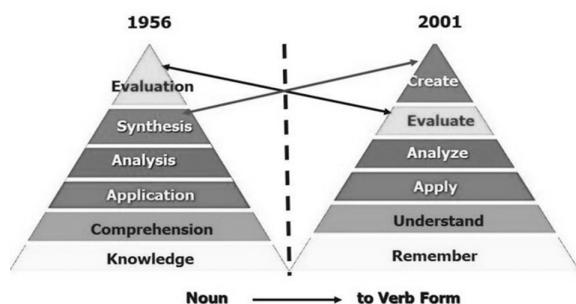 1956
2001
Evaluation
Synthesis
Analysis
Application
Comprehension
Knowledge
Create
Evaluate
Analyze
Apply
Understand
Remember
Noun to Verb Form